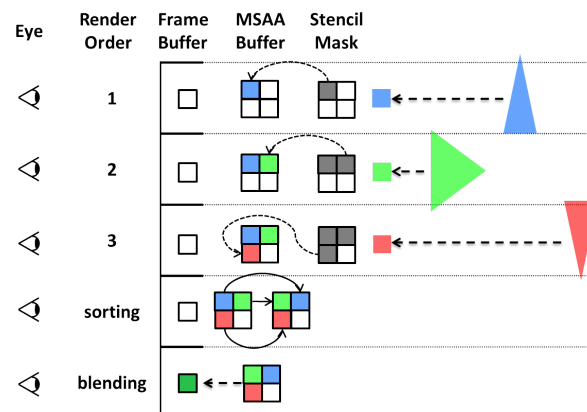 Eye
Render Order
Frame Buffer
MSAA Buffer
Stencil Mask
1
2
3
sorting
blending